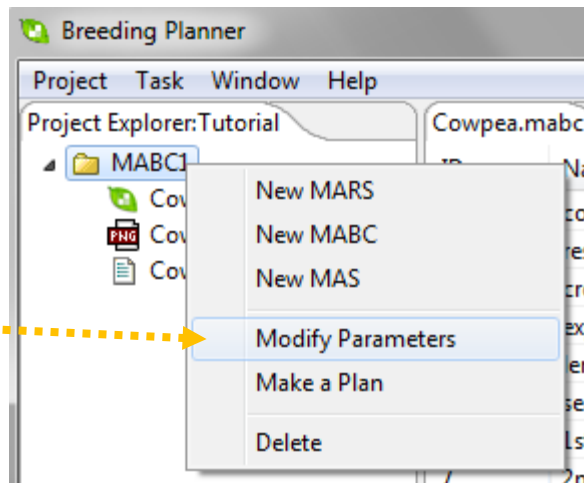 Breeding Planner
Project Task Window Help
Project Explorer:Tutorial
Cowpea.mabc
MABC1
New MARS
New MABC
New MAS
Modify Parameters
Make a Plan
Delete
PNG